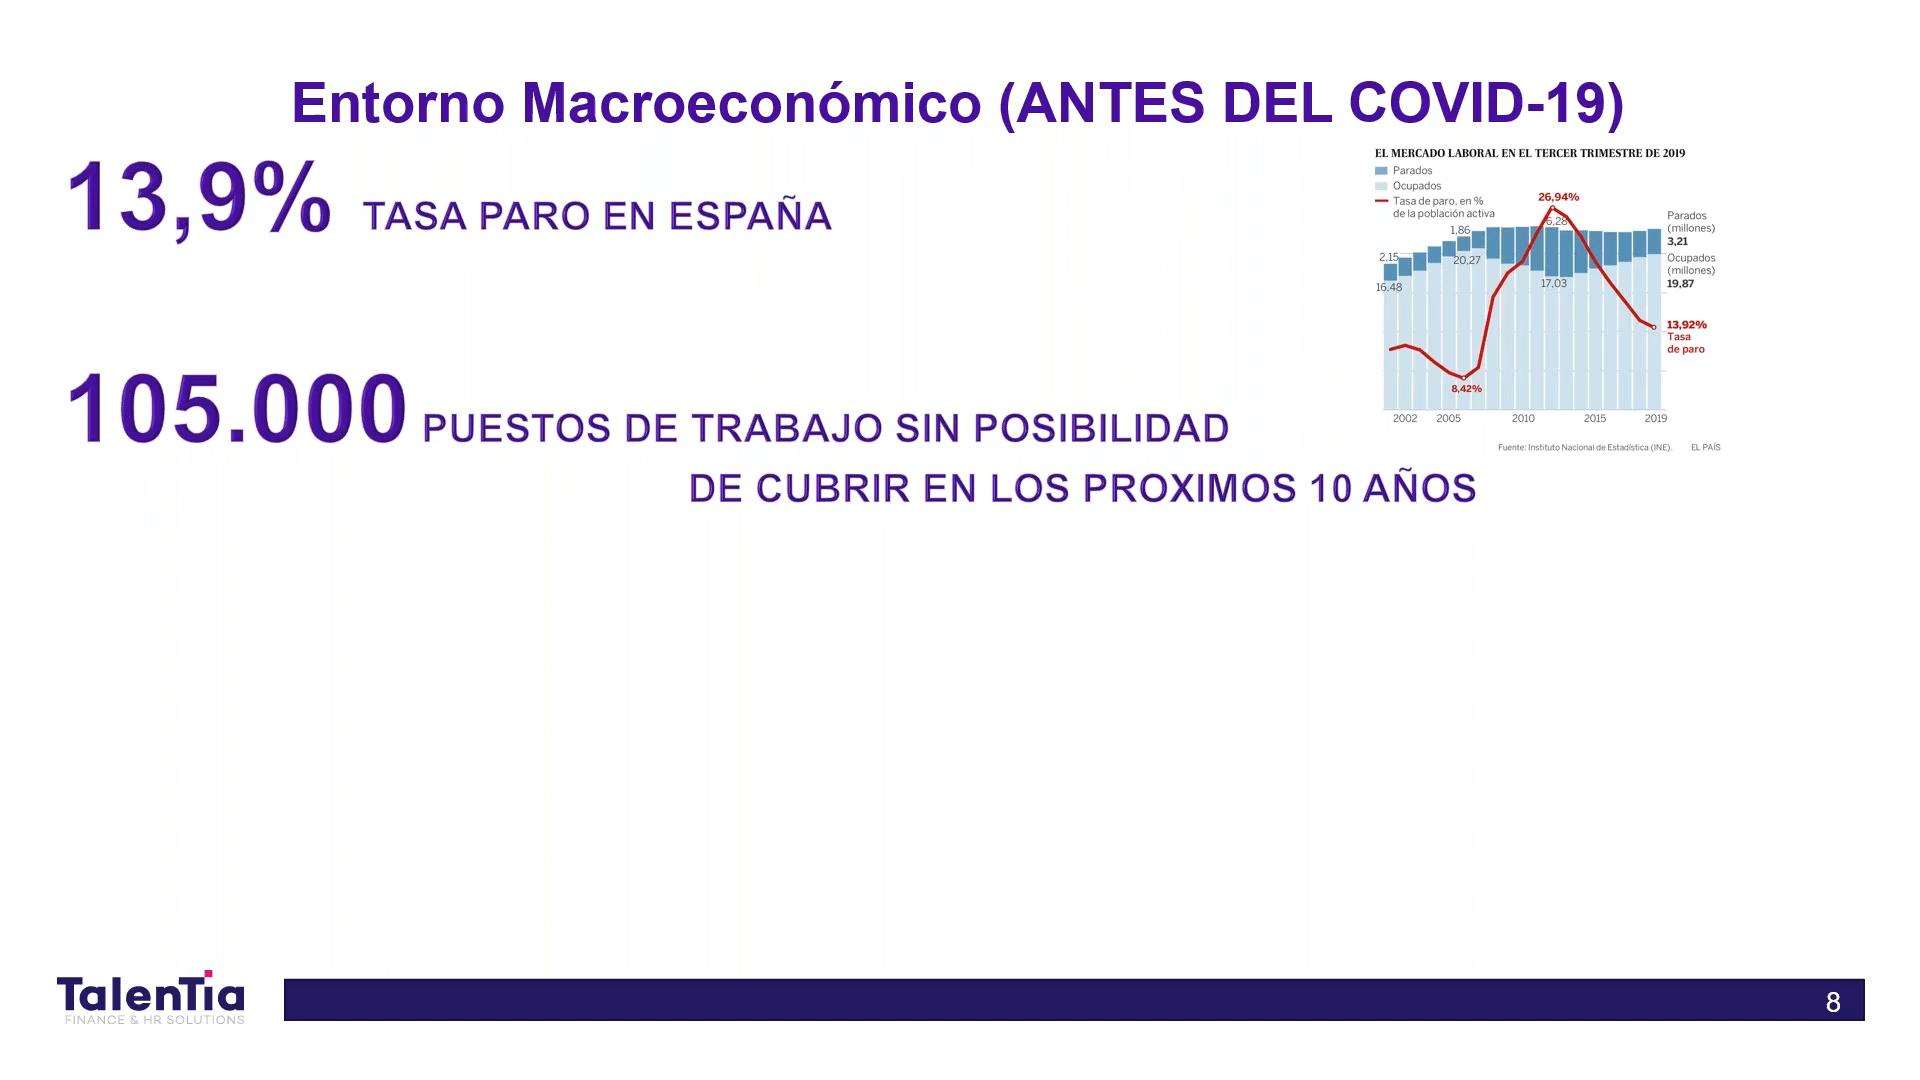 Entorno Macroeconómico (ANTES DEL COVID-19)
13,9% TASA PARO EN ESPAÑA
105.000 PUESTOS DE TRABAJO SIN POSIBILIDAD
DE CUBRIR EN LOS PROXIMOS 10 AÑOS
EL MERCADO LABORAL EN EL TERCER TRIMESTRE DE 2019
Parados
Ocupados
Tasa de paro, en %
de la población activa
26,94%
6,28
1,86
2,15
20,27
16,48
17,03
8,42%
Parados
(millones)
3,21
Ocupados
(millones)
19,87
13,92%
Tasa
de paro
2002 2005 2010 2015 2019
Fuente: Instituto Nacional de Estadística (INE). EL PAÍS
TalenTia
FINANCE & HR SOLUTIONS
8